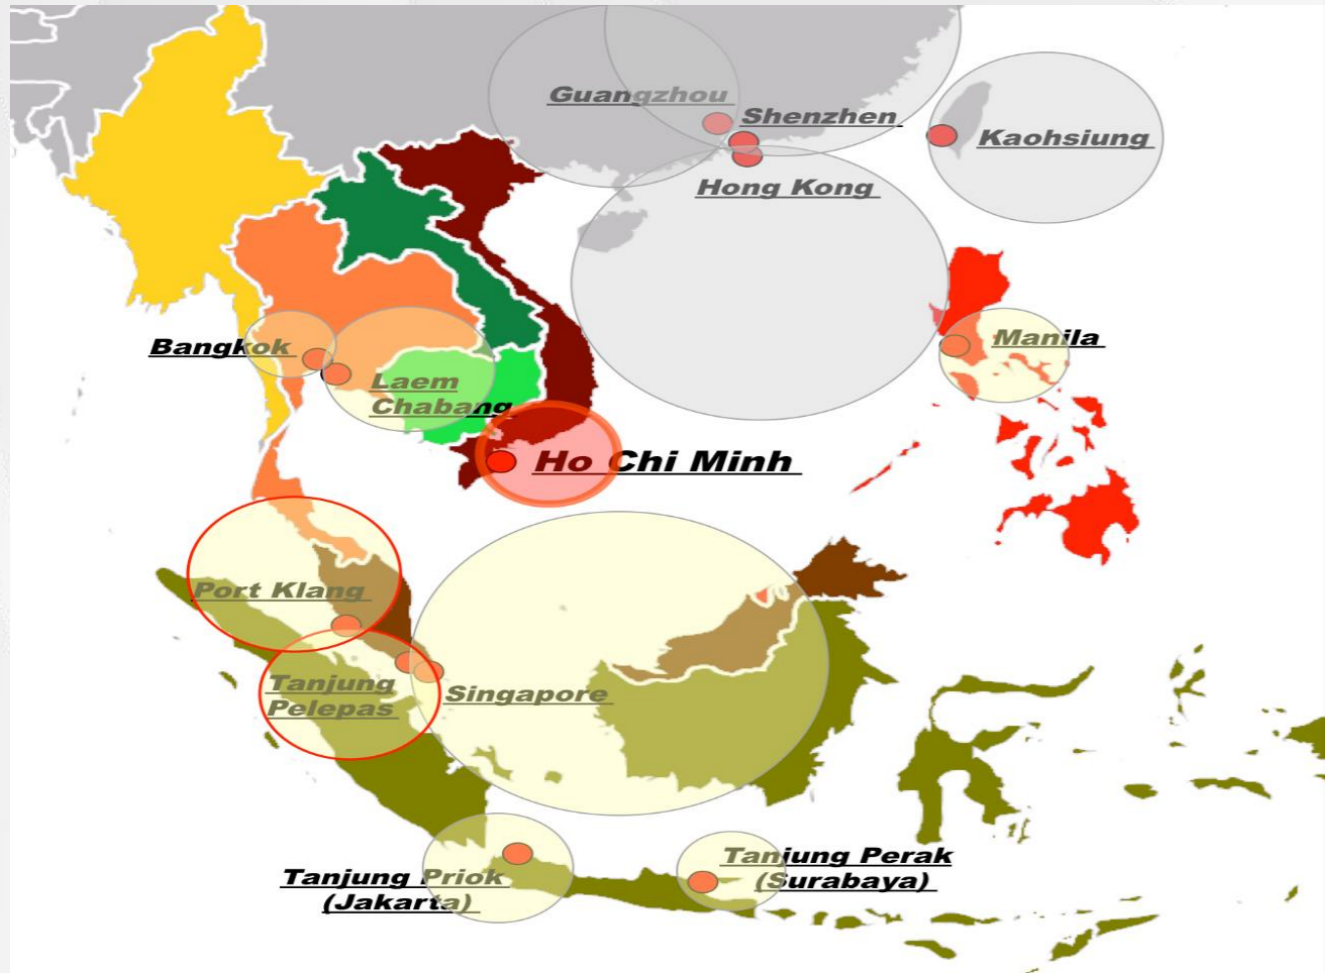 Guangzhou
Shenzhen
Kaohsiung
Hong Kong
Manila
Bangkok
Laem
Chabang
Ho Chi Minh
Port Klang
Tanjung
Pelepas
Singapore
Tanjung Priok
(Jakarta)
Tanjung Perak
(Surabaya)